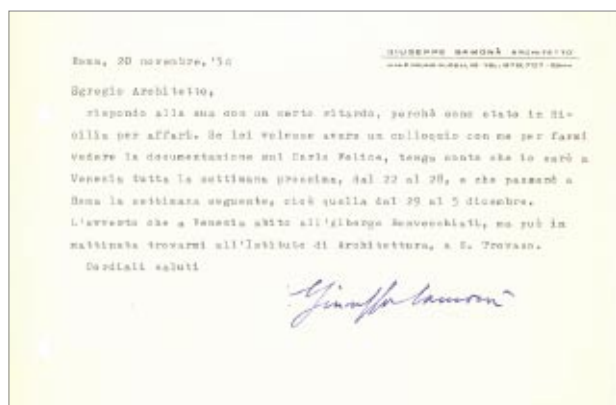 GIUSEPPE SAMONÀ ARCHITETTO
Roma, 20 novembre,
Egregio Architetto,
rispondo alla sua con un certo ritardo, perchè sono stato in Si-
cilia per affari. Se lei volesse avere un colloquio con me per farmi
vedere la documentazione sul Carlo Felice, tenga conto che io sarò a
Venezia tutta la settimana prossima, dal 22 al 28, e che passerò a
Roma la settimana seguente, cioè quella dal 29 al 5 dicembre.
L'avverto che a Venezia abito all'Albergo Bonvecchiati, ma può in
mattinata trovarmi all'Istituto di Architettura, a S. Trovaso.
Cordiali saluti
Giuseppe Samonà